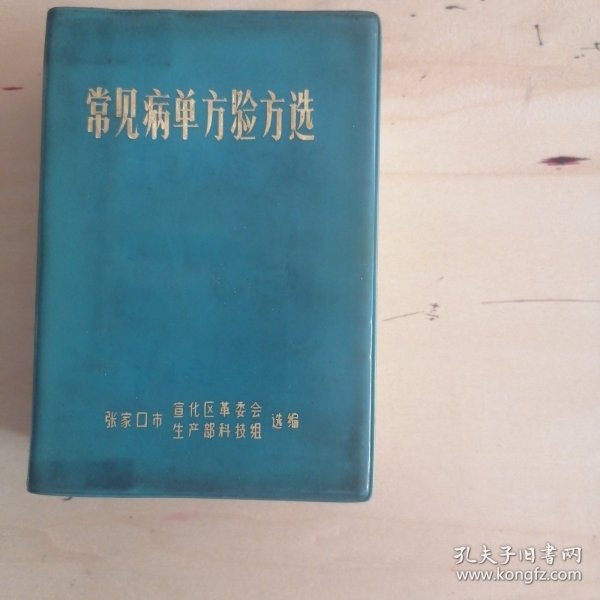 常见病单方验方选
张家口市 宣化区革委会 选编
生产部科技组
孔夫子旧书网
www.kongfz.com